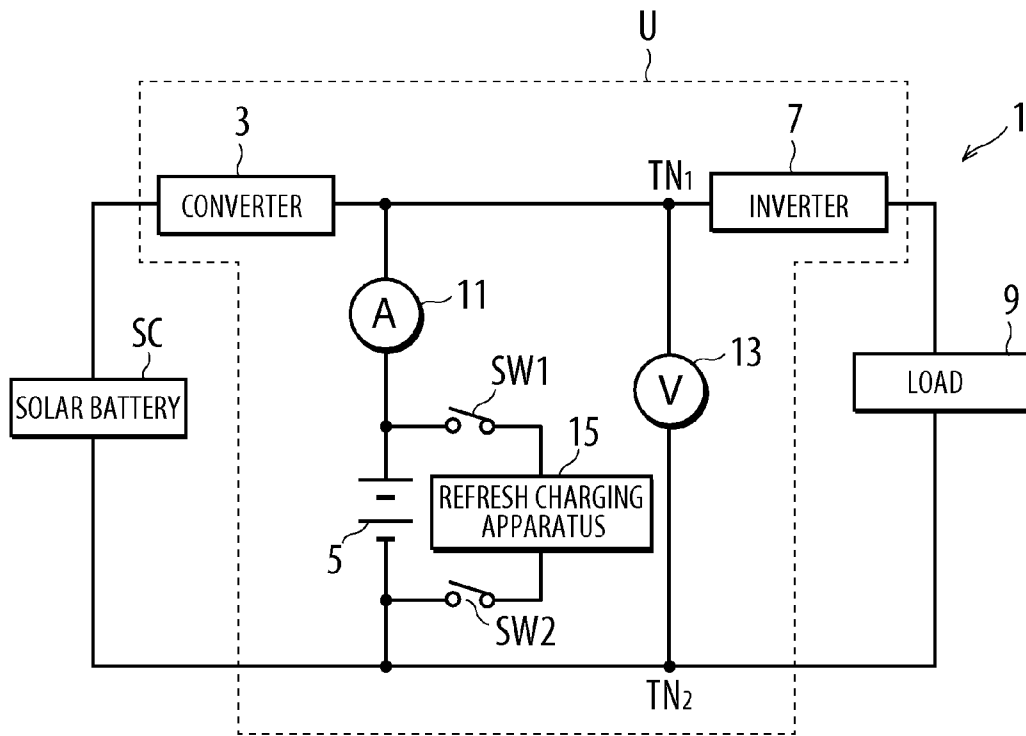 U
1
3
7
CONVERTER
TN1
INVERTER
A
11
SC
SW1
13
9
SOLAR BATTERY
V
LOAD
15
REFRESH CHARGING
APPARATUS
5
SW2
TN2